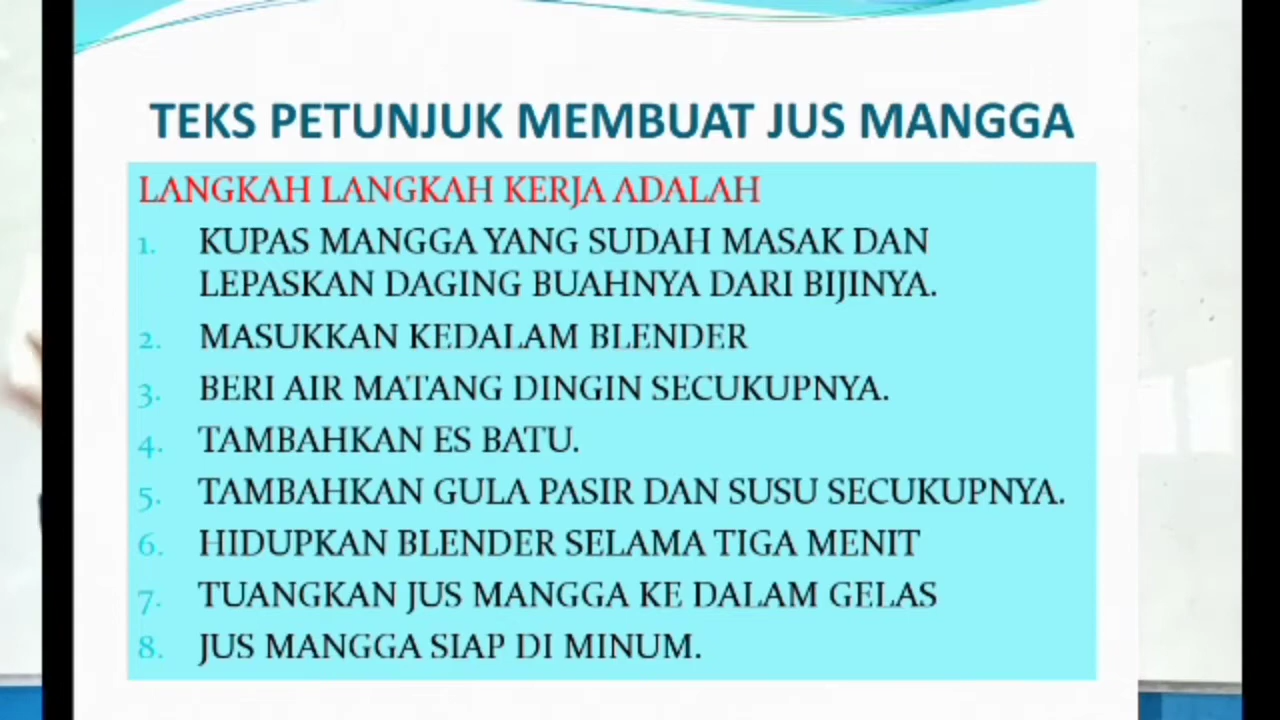 TEKS PETUNJUK MEMBUAT JUS MANGGA
LANGKAH LANGKAH KERJA ADALAH
1. KUPAS MANGGA YANG SUDAH MASAK DAN
LEPASKAN DAGING BUAHNYA DARI BIJINYA.
2. MASUKKAN KEDALAM BLENDER
3. BERI AIR MATANG DINGIN SECUKUPNYA.
4. TAMBAHKAN ES BATU.
5. TAMBAHKAN GULA PASIR DAN SUSU SECUKUPNYA.
6. HIDUPKAN BLENDER SELAMA TIGA MENIT
7. TUANGKAN JUS MANGGA KE DALAM GELAS
8. JUS MANGGA SIAP DI MINUM.